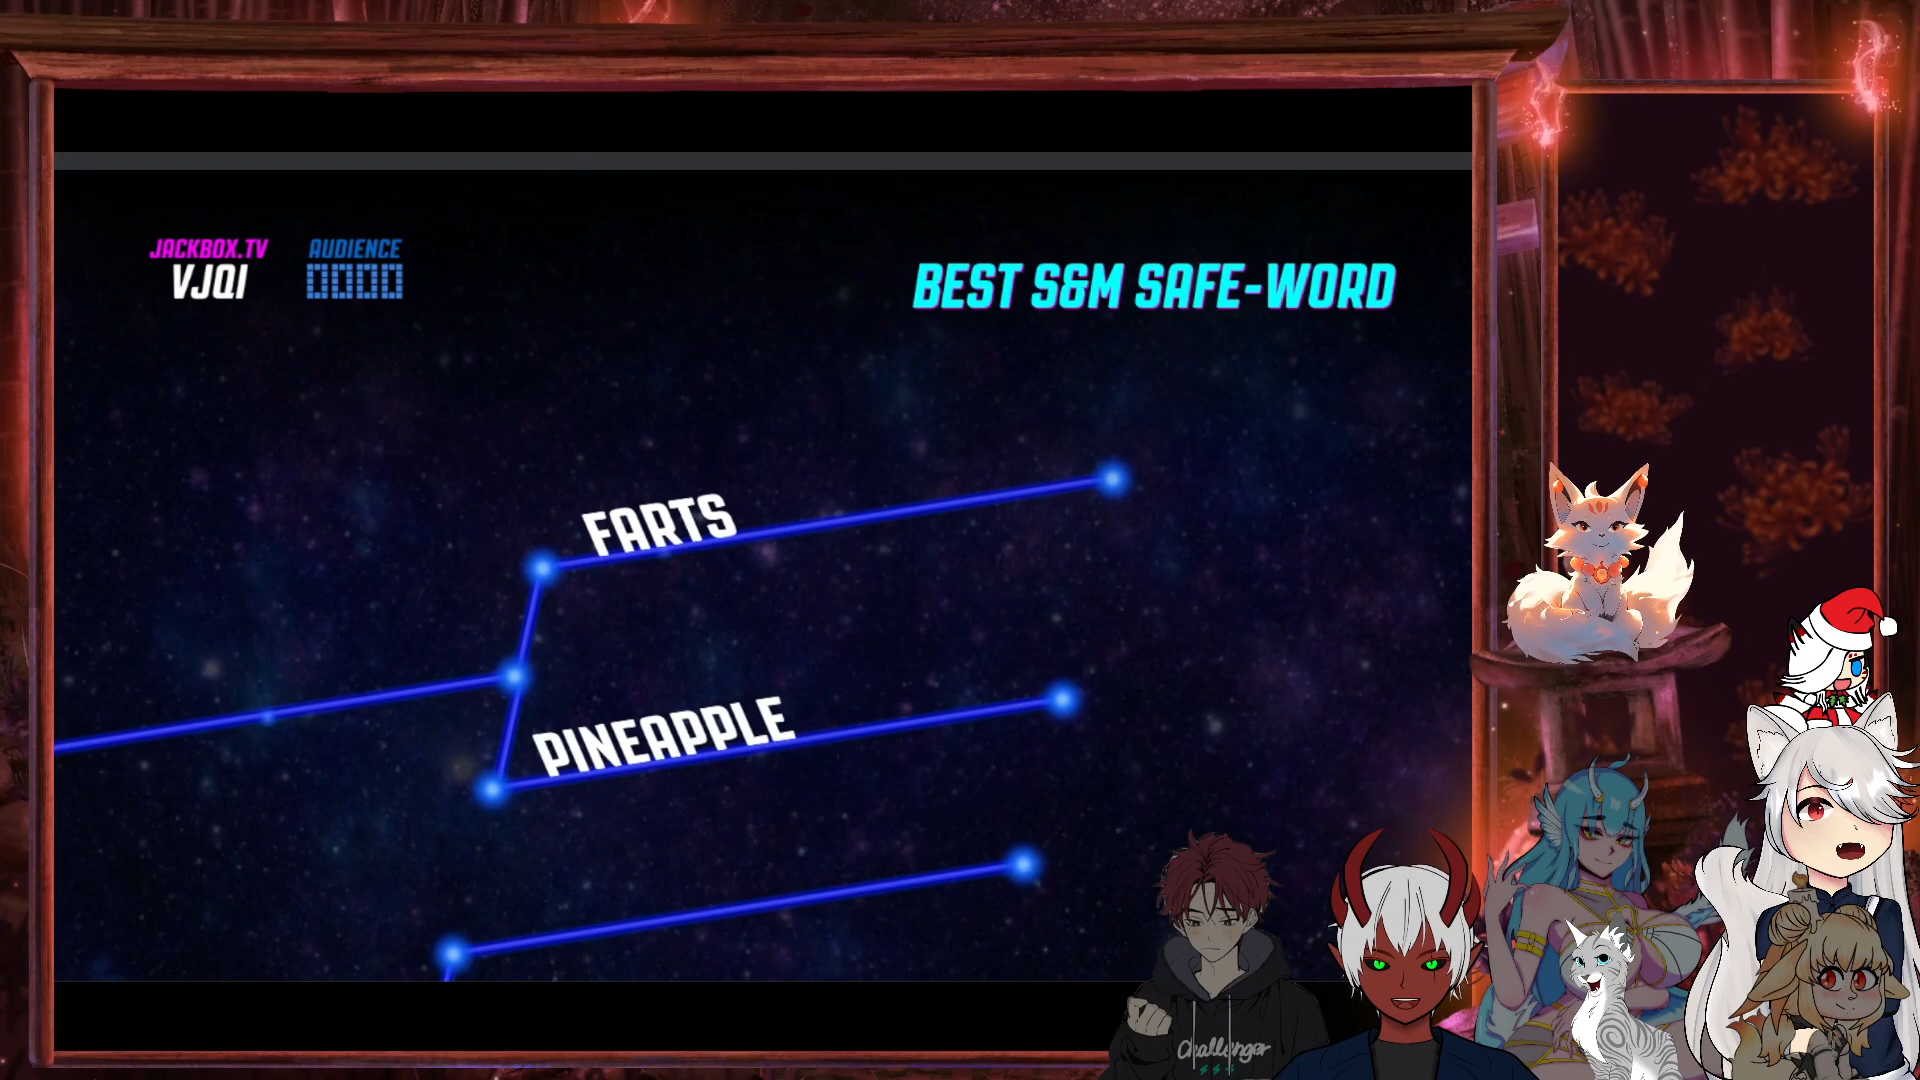 JACKBOX.TV
VJQI
AUDIENCE
0000
BEST S&M SAFE-WORD
FARTS
PINEAPPLE
Challenger